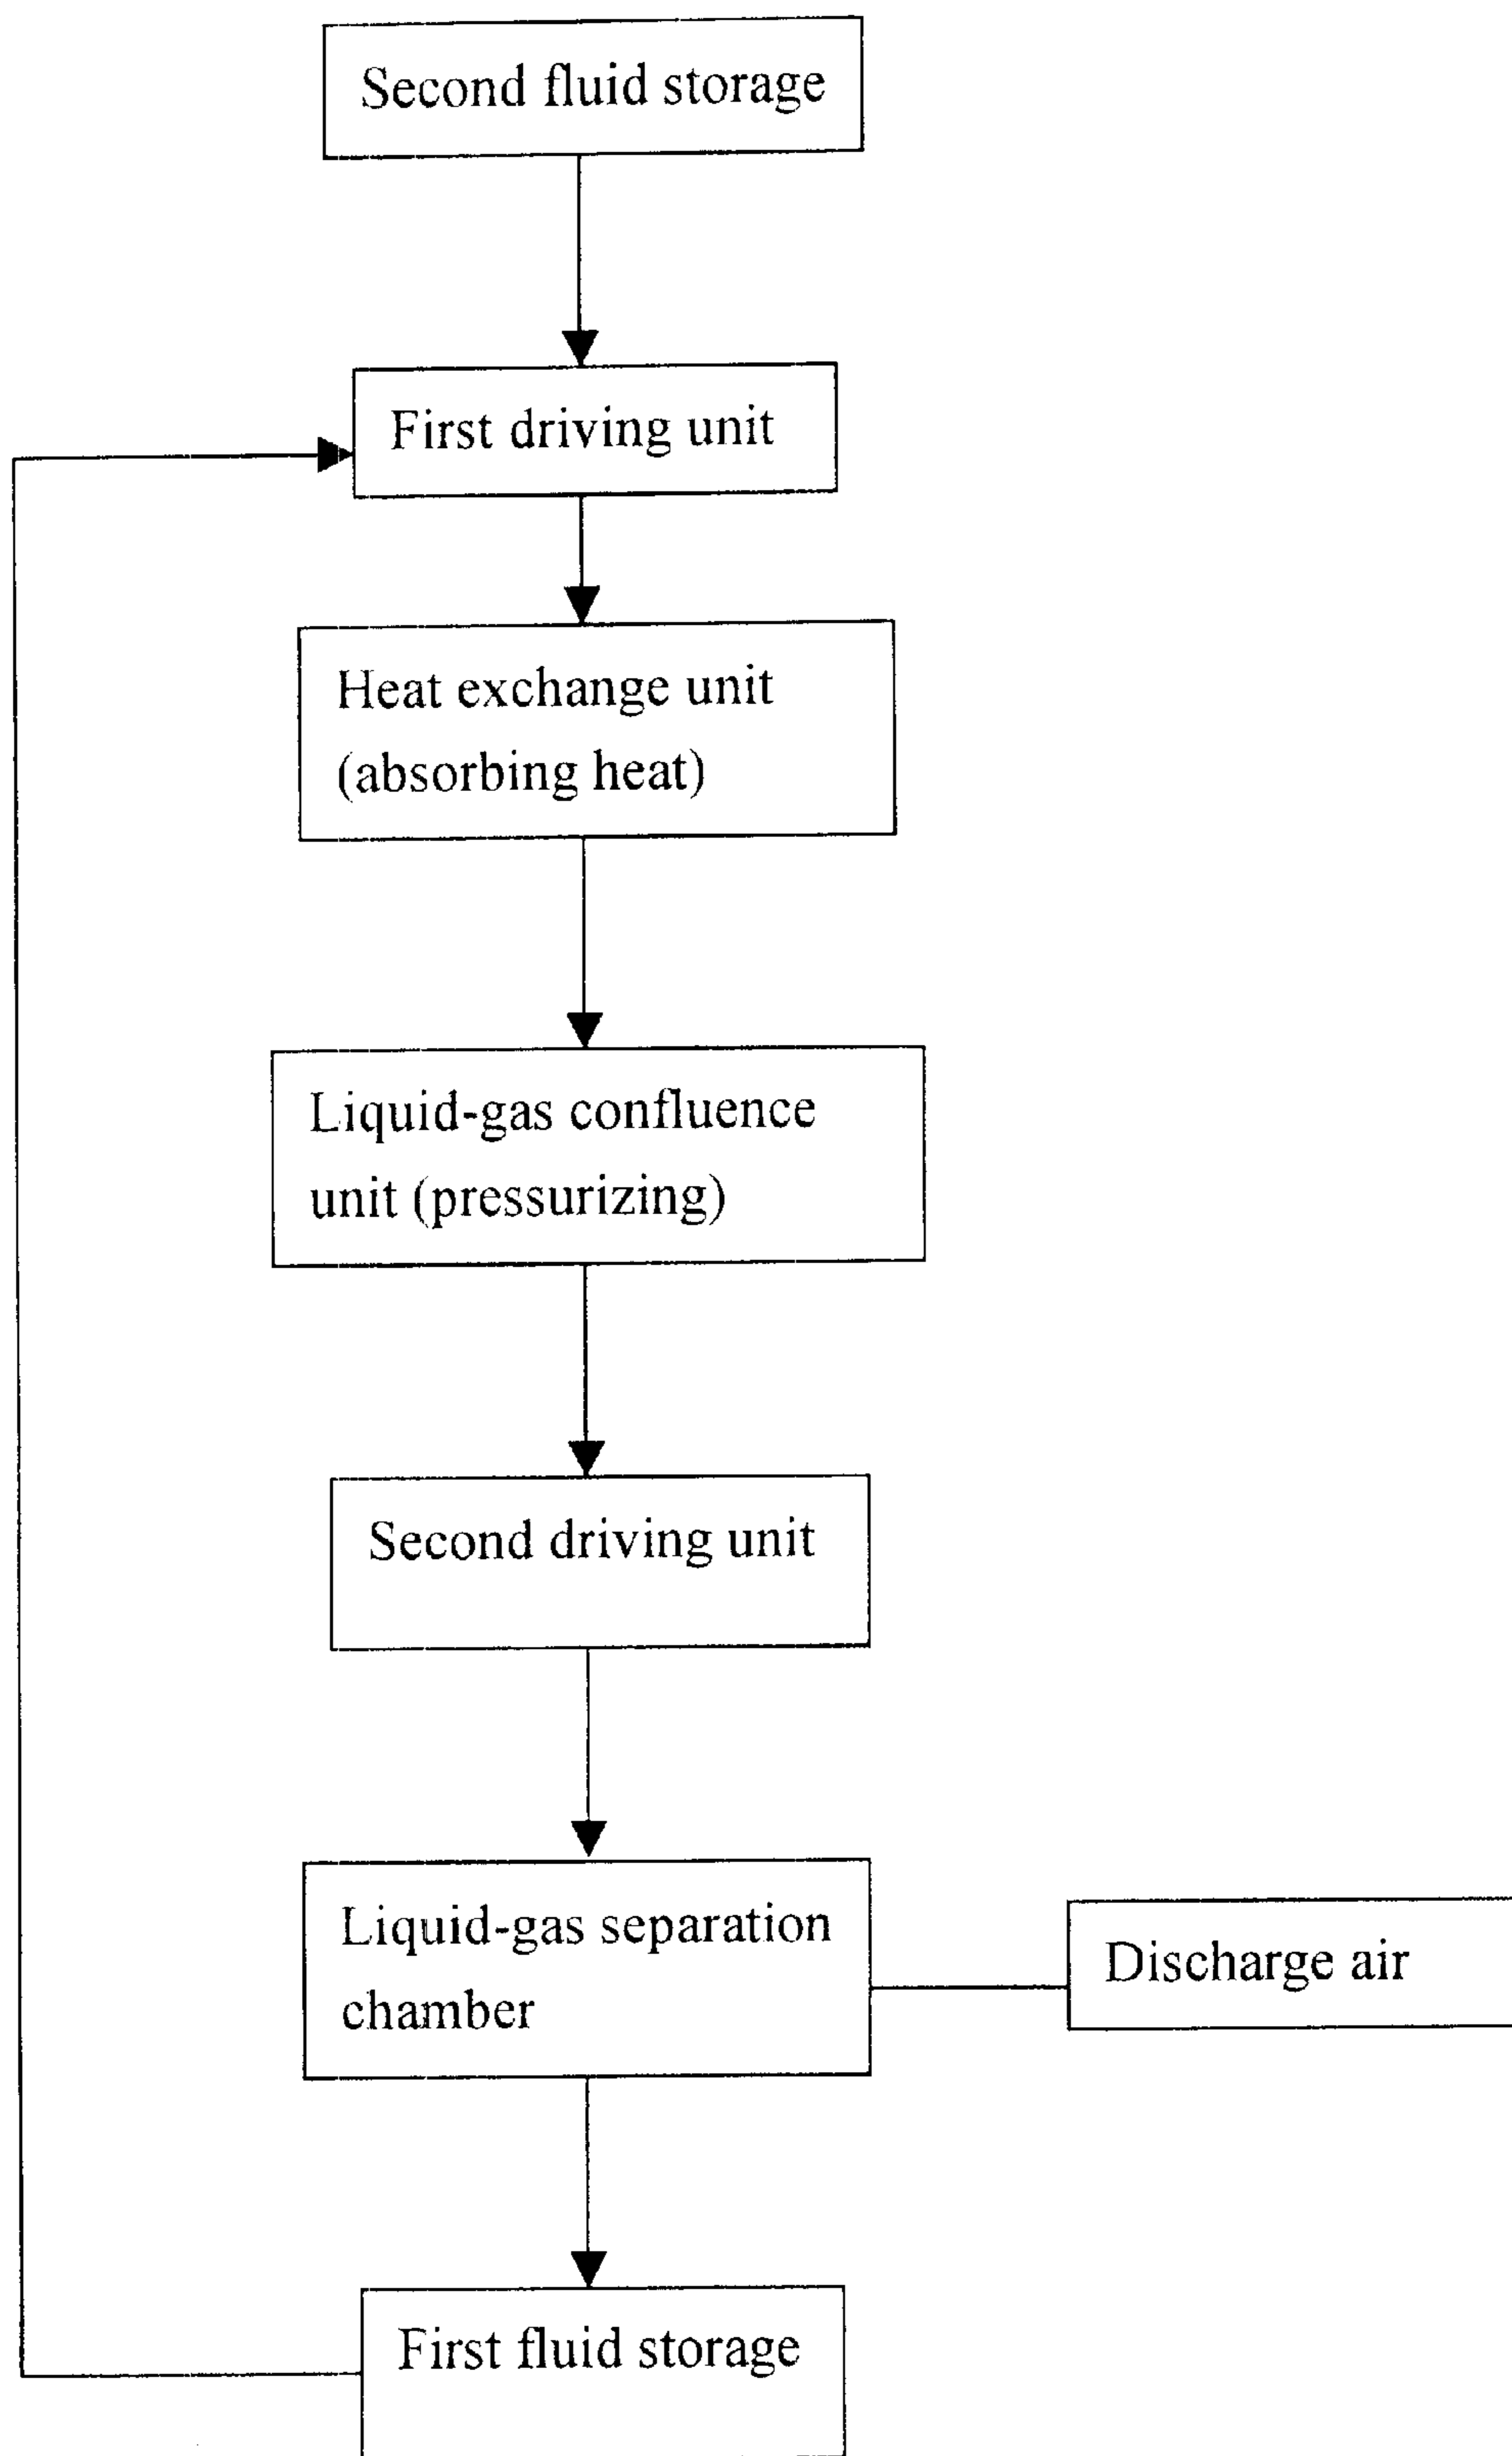 Second fluid storage
First driving unit
Heat exchange unit
(absorbing heat)
Liquid-gas confluence
unit (pressurizing)
Second driving unit
Liquid-gas separation
chamber
Discharge air
First fluid storage